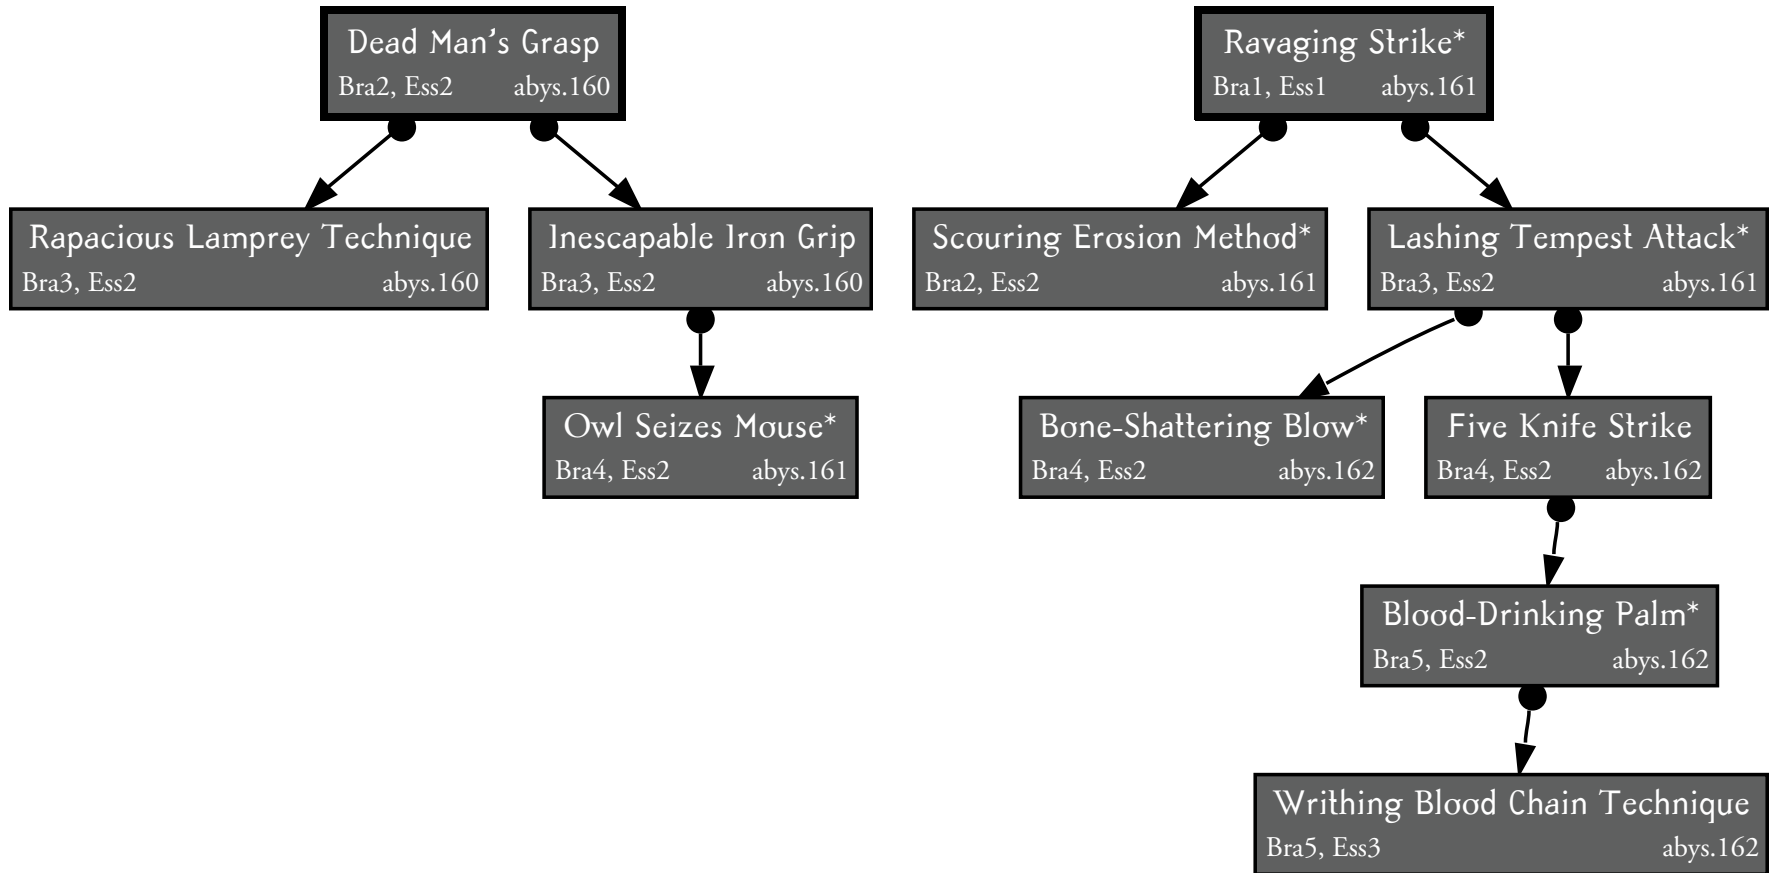 Dead Man's Grasp
Bra2, Ess2 abys.160
Ravaging Strike*
Bra1, Ess1 abys.161
Rapacious Lamprey Technique
Bra3, Ess2 abys.160
Inescapable Iron Grip
Bra3, Ess2 abys.160
Scouring Erosion Method*
Bra2, Ess2 abys.161
Lashing Tempest Attack*
Bra3, Ess2 abys.161
Owl Seizes Mouse*
Bra4, Ess2 abys.161
Bone-Shattering Blow*
Bra4, Ess2 abys.162
Five Knife Strike
Bra4, Ess2 abys.162
Blood-Drinking Palm*
Bra5, Ess2 abys.162
Writhing Blood Chain Technique
Bra5, Ess3 abys.162